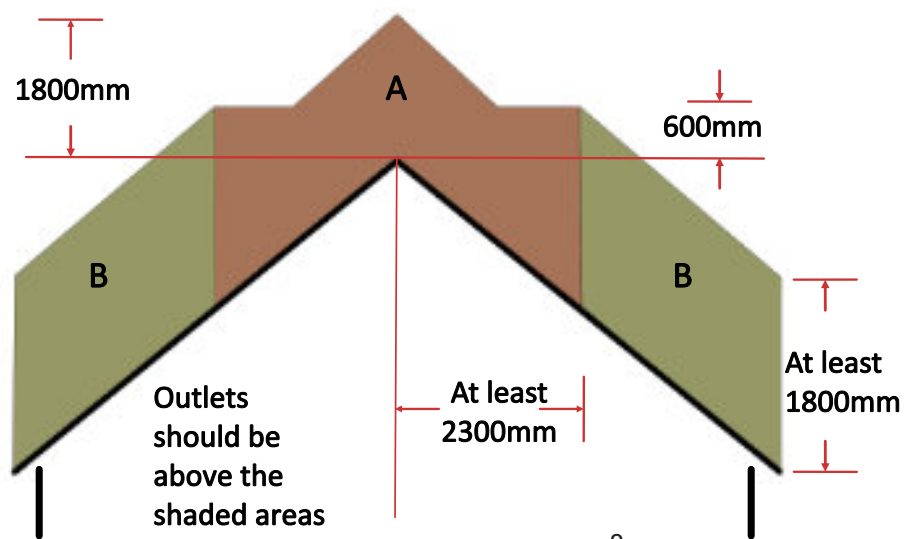 1800mm
A
600mm
B
B
At least
1800mm
At least
2300mm
Outlets
should be
above the
shaded areas